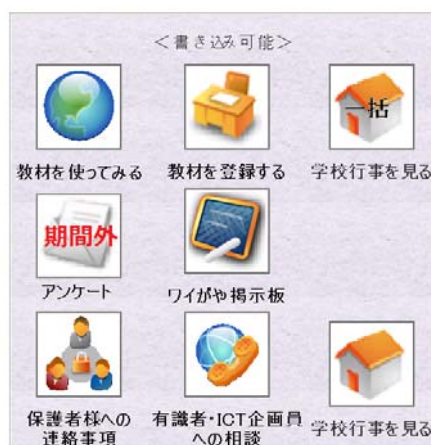 ＜書き込み可能＞
一括
教材を使ってみる 教材を登録する 学校行事を見る
期間外
アンケート ワイがや掲示板
保護者様への 有識者・ICT企画員 学校行事を見る
連絡事項 への相談